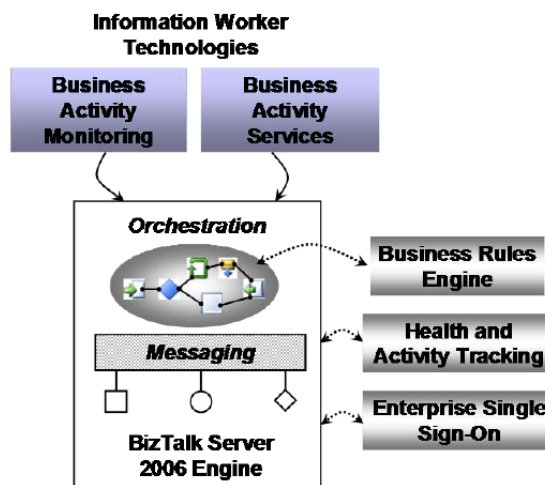 Information Worker
Technologies
Business
Activity
Monitoring
Business
Activity
Services
Orchestration
Business Rules
Engine
Messaging
Health and
Activity Tracking
Enterprise Single
Sign-On
BizTalk Server
2006 Engine